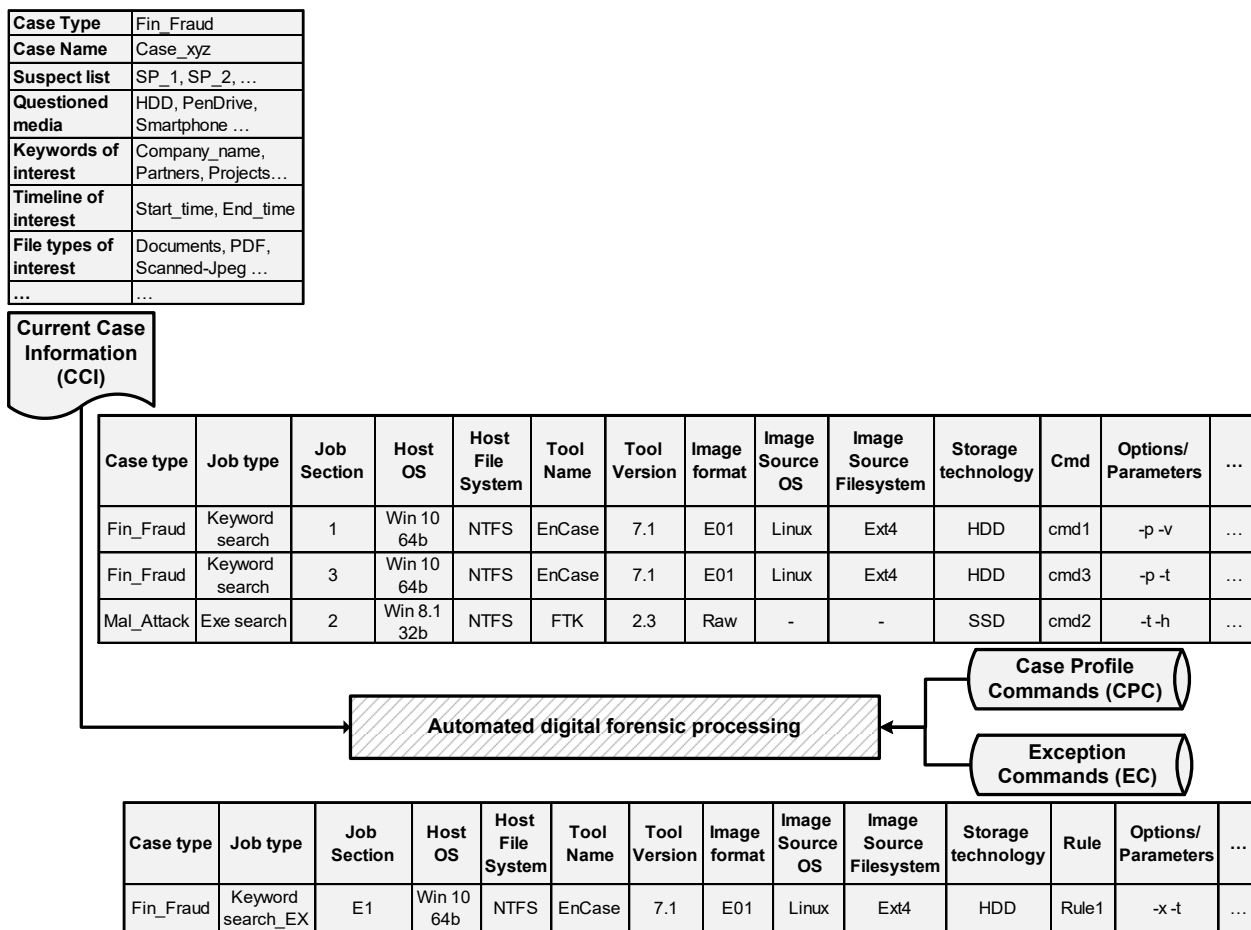 Case Type Fin_Fraud
Case Name Case_xyz
Suspect list SP_1, SP_2, …
Questioned media HDD, PenDrive, Smartphone …
Keywords of interest Company_name, Partners, Projects…
Timeline of interest Start_time, End_time
File types of interest Documents, PDF, Scanned-Jpeg …
… …
Current Case
Information
(CCI)
Case type Job type Job Section Host OS Host File System Tool Name Tool Version Image format Image Source OS Image Source Filesystem Storage technology Cmd Options/ Parameters …
Fin_Fraud Keyword search 1 Win 10 64b NTFS EnCase 7.1 E01 Linux Ext4 HDD cmd1 -p -v …
Fin_Fraud Keyword search 3 Win 10 64b NTFS EnCase 7.1 E01 Linux Ext4 HDD cmd3 -p -t …
Mal_Attack Exe search 2 Win 8.1 32b NTFS FTK 2.3 Raw - - SSD cmd2 -t -h …
Case Profile
Commands (CPC)
Automated digital forensic processing
Exception
Commands (EC)
Case type Job type Job Section Host OS Host File System Tool Name Tool Version Image format Image Source OS Image Source Filesystem Storage technology Rule Options/ Parameters …
Fin_Fraud Keyword search_EX E1 Win 10 64b NTFS EnCase 7.1 E01 Linux Ext4 HDD Rule1 -x -t …